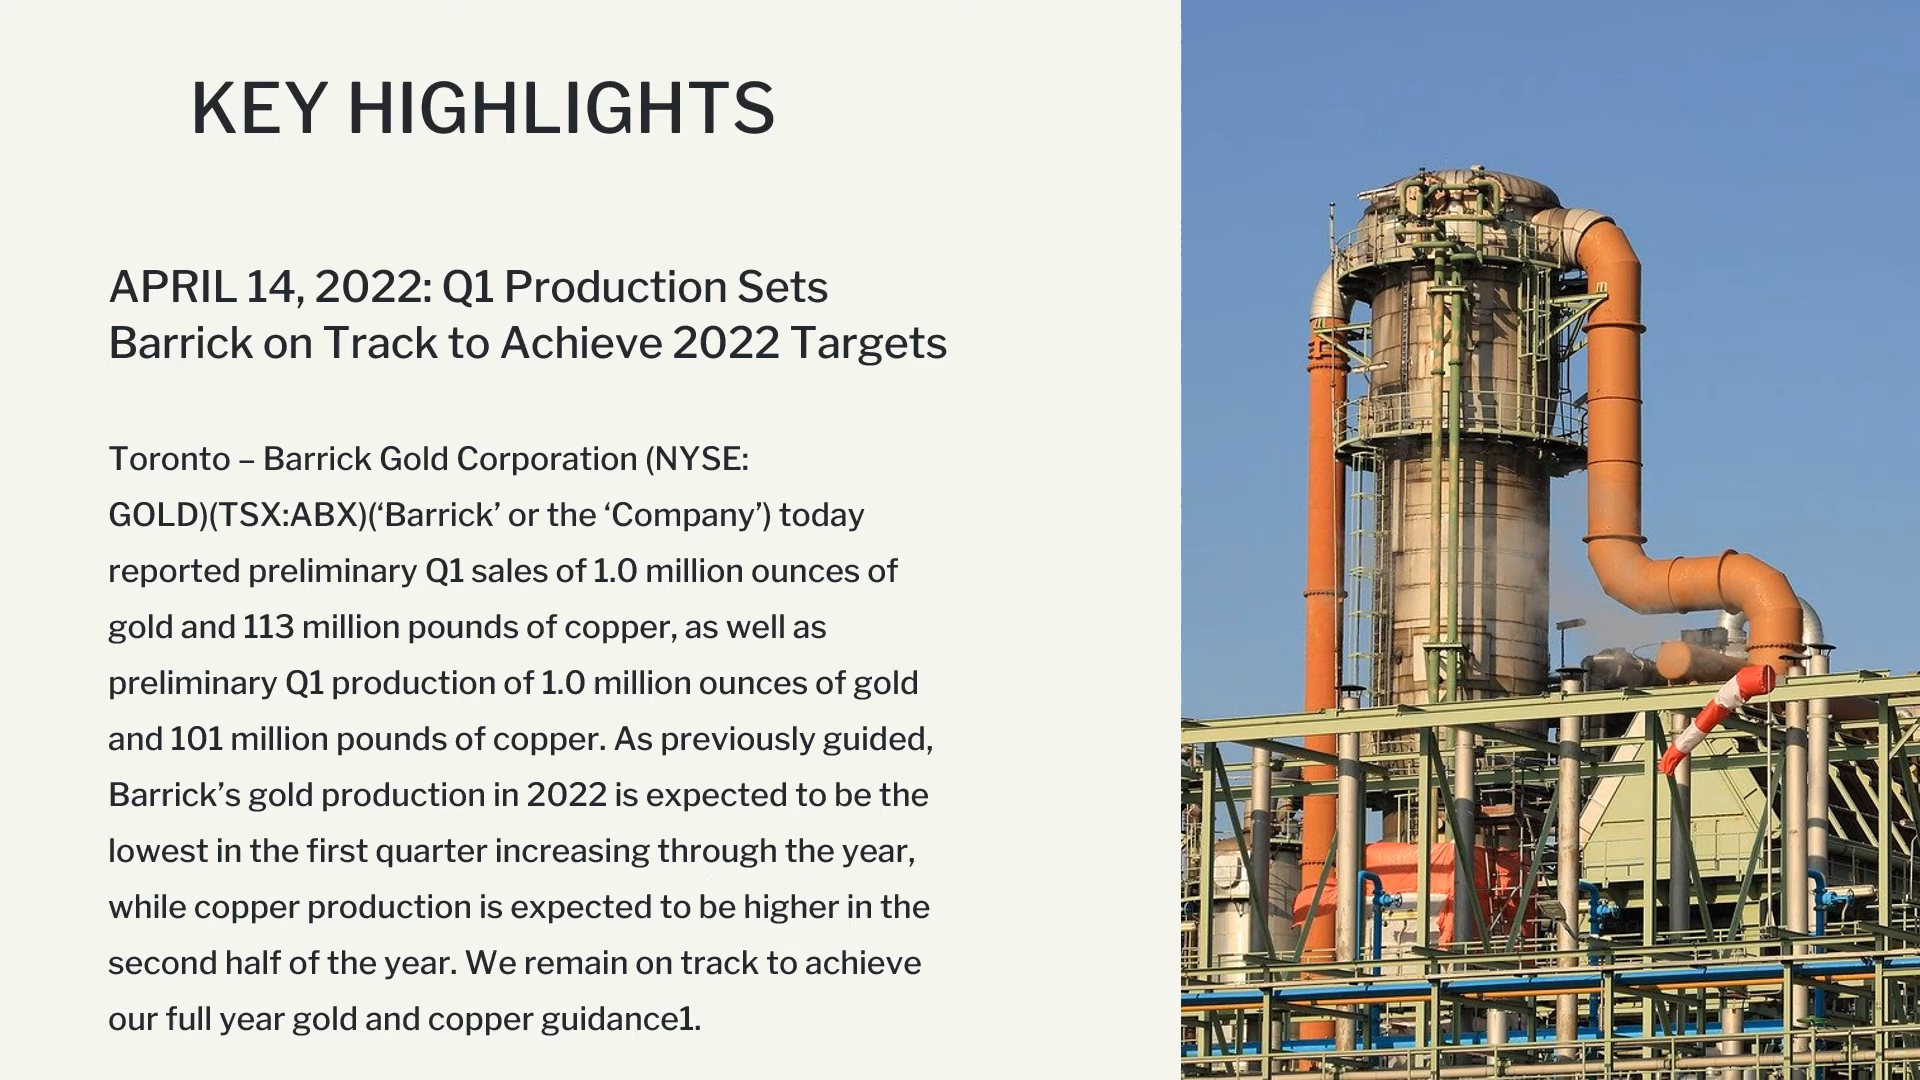 KEY HIGHLIGHTS
APRIL 14, 2022: Q1 Production Sets
Barrick on Track to Achieve 2022 Targets
Toronto – Barrick Gold Corporation (NYSE:
GOLD)(TSX:ABX)(‘Barrick’ or the ‘Company’) today
reported preliminary Q1 sales of 1.0 million ounces of
gold and 113 million pounds of copper, as well as
preliminary Q1 production of 1.0 million ounces of gold
and 101 million pounds of copper. As previously guided,
Barrick’s gold production in 2022 is expected to be the
lowest in the first quarter increasing through the year,
while copper production is expected to be higher in the
second half of the year. We remain on track to achieve
our full year gold and copper guidance1.